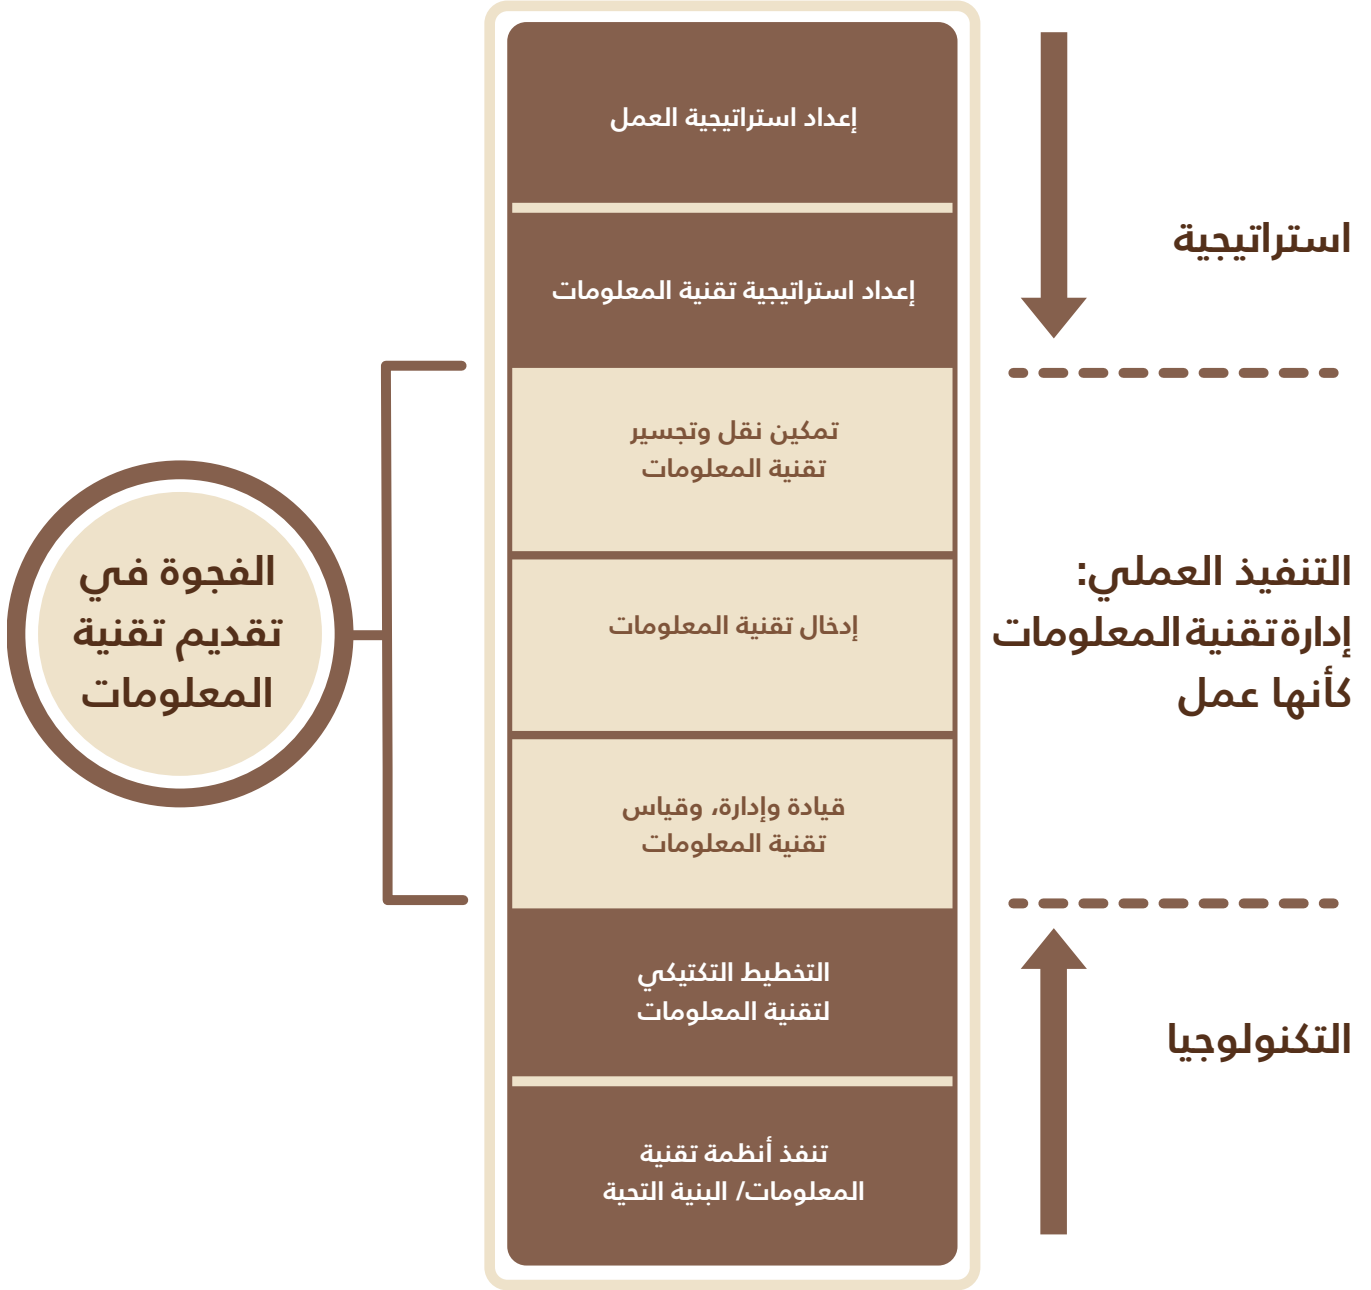 إعداد استراتيجية العمل
استراتيجية
إعداد استراتيجية تقنية المعلومات
تمكين نقل وتجسير
تقنية المعلومات
التنفيذ العملي:
إدارة تقنية المعلومات
كأنها عمل
إدخال تقنية المعلومات
الفجوة في
تقديم تقنية
المعلومات
قيادة وإدارة، وقياس
تقنية المعلومات
التخطيط التكتيكي
لتقنية المعلومات
التكنولوجيا
تنفذ أنظمة تقنية
المعلومات/ البنية التحية